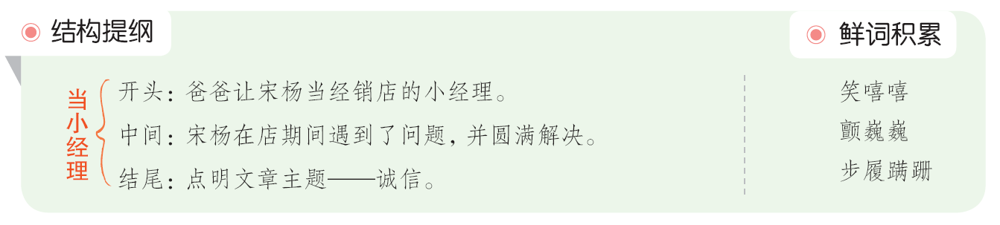 结构提纲
当小经理
开头：爸爸让宋杨当经销店的小经理。
中间：宋杨在店期间遇到了问题，并圆满解决。
结尾：点明文章主题——诚信。
鲜词积累
笑嘻嘻
颤巍巍
步履蹒珊